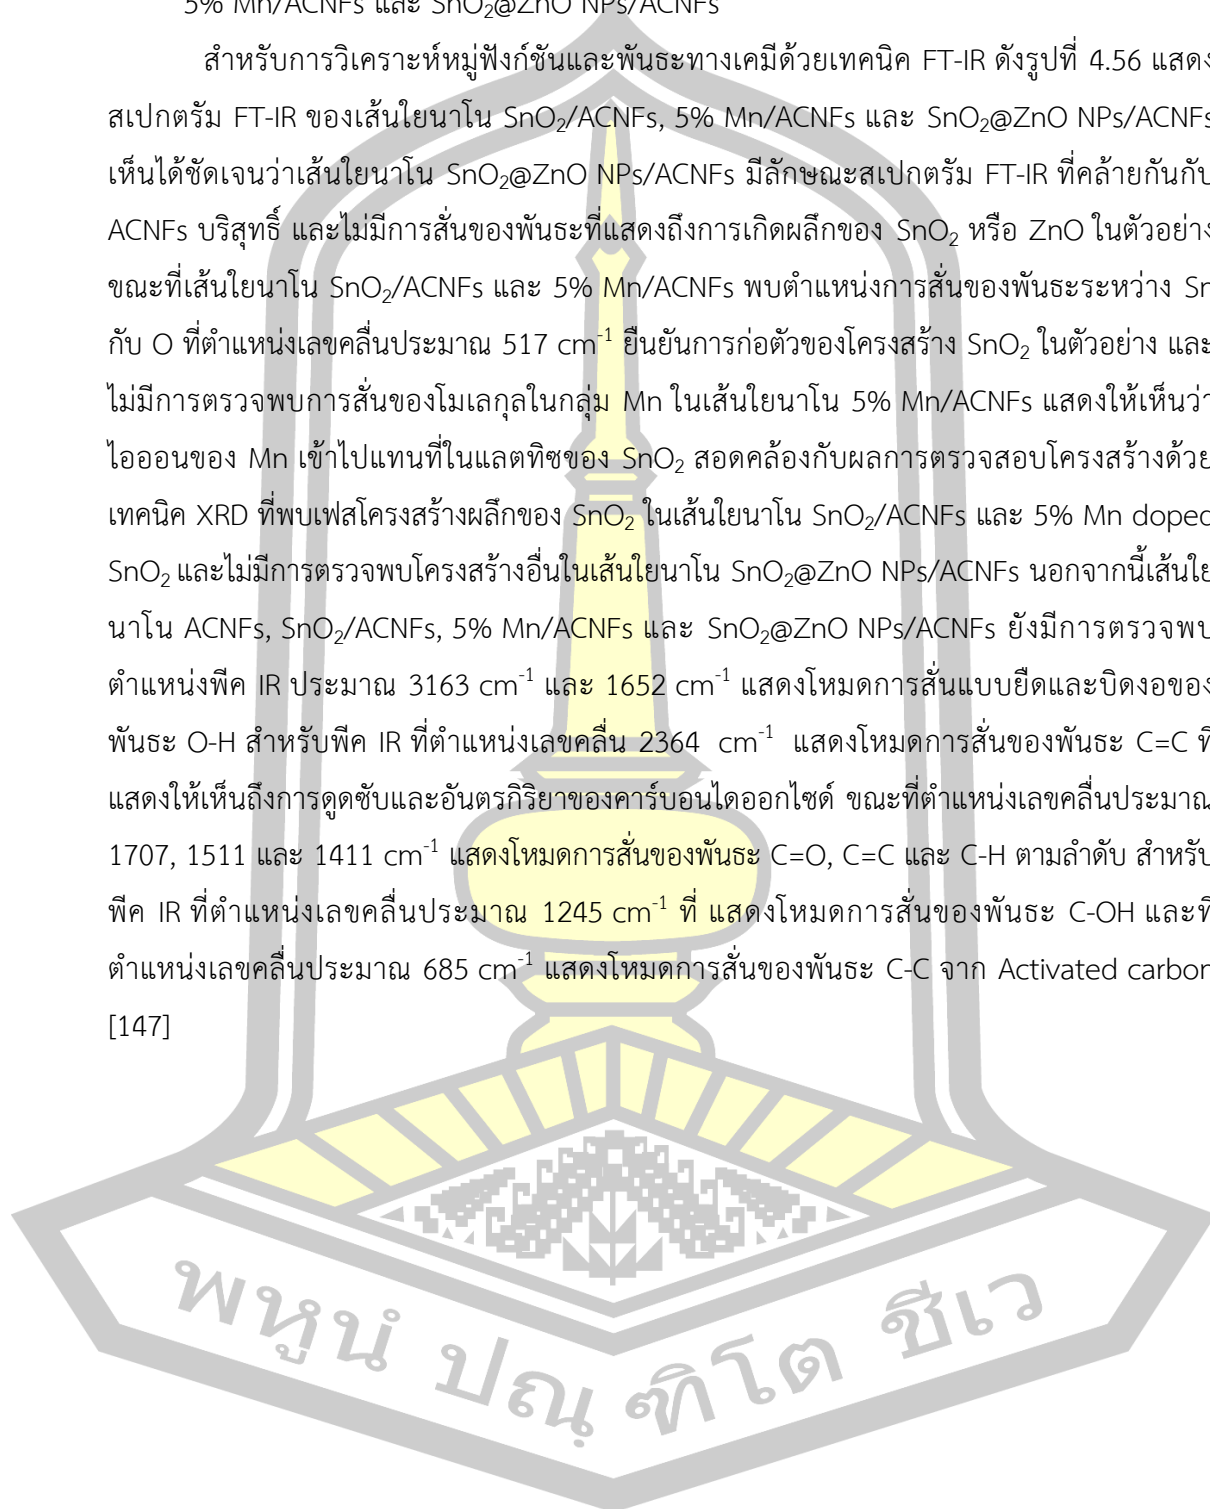 5% Mn/ACNFs และ SnO₂@ZnO NPs/ACNFs
สำหรับการวิเคราะห์หมู่ฟังก์ชันและพันธะทางเคมีด้วยเทคนิค FT-IR ดังรูปที่ 4.56 แสดง
สเปกตรัม FT-IR ของเส้นใยนาโน SnO₂/ACNFs, 5% Mn/ACNFs และ SnO₂@ZnO NPs/ACNFs
เห็นได้ชัดเจนว่าเส้นใยนาโน SnO₂@ZnO NPs/ACNFs มีลักษณะสเปกตรัม FT-IR ที่คล้ายกันกับ
ACNFs บริสุทธิ์ และไม่มีการสั่นของพันธะที่แสดงถึงการเกิดผลึกของ SnO₂ หรือ ZnO ในตัวอย่าง
ขณะที่เส้นใยนาโน SnO₂/ACNFs และ 5% Mn/ACNFs พบตำแหน่งการสั่นของพันธะระหว่าง Sn
กับ O ที่ตำแหน่งเลขคลื่นประมาณ 517 cm⁻¹ ยืนยันการก่อตัวของโครงสร้าง SnO₂ ในตัวอย่าง และ
ไม่มีการตรวจพบการสั่นของโมเลกุลในกลุ่ม Mn ในเส้นใยนาโน 5% Mn/ACNFs แสดงให้เห็นว่า
ไอออนของ Mn เข้าไปแทนที่ในแลตทิซของ SnO₂ สอดคล้องกับผลการตรวจสอบโครงสร้างด้วย
เทคนิค XRD ที่พบเฟสโครงสร้างผลึกของ SnO₂ ในเส้นใยนาโน SnO₂/ACNFs และ 5% Mn doped
SnO₂ และไม่มีการตรวจพบโครงสร้างอื่นในเส้นใยนาโน SnO₂@ZnO NPs/ACNFs นอกจากนี้เส้นใย
นาโน ACNFs, SnO₂/ACNFs, 5% Mn/ACNFs และ SnO₂@ZnO NPs/ACNFs ยังมีการตรวจพบ
ตำแหน่งพีค IR ประมาณ 3163 cm⁻¹ และ 1652 cm⁻¹ แสดงโหมดการสั่นแบบยืดและบิดงอของ
พันธะ O-H สำหรับพีค IR ที่ตำแหน่งเลขคลื่น 2364 cm⁻¹ แสดงโหมดการสั่นของพันธะ C=C ที่
แสดงให้เห็นถึงการดูดซับและอันตรกิริยาของคาร์บอนไดออกไซด์ ขณะที่ตำแหน่งเลขคลื่นประมาณ
1707, 1511 และ 1411 cm⁻¹ แสดงโหมดการสั่นของพันธะ C=O, C=C และ C-H ตามลำดับ สำหรับ
พีค IR ที่ตำแหน่งเลขคลื่นประมาณ 1245 cm⁻¹ ที่ แสดงโหมดการสั่นของพันธะ C-OH และที่
ตำแหน่งเลขคลื่นประมาณ 685 cm⁻¹ แสดงโหมดการสั่นของพันธะ C-C จาก Activated carbon
[147]
พหูนํ ปณฺฑิโต ชีเว